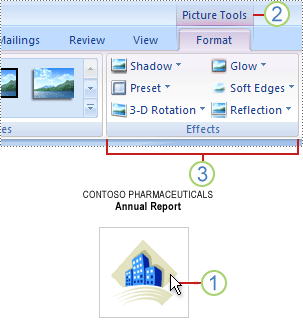 Picture Tools 2
Mailings Review View Format
Shadow Glow
Preset Soft Edges
3-D Rotation Reflection
es Effects
3
CONTOSO PHARMACEUTICALS
Annual Report
1